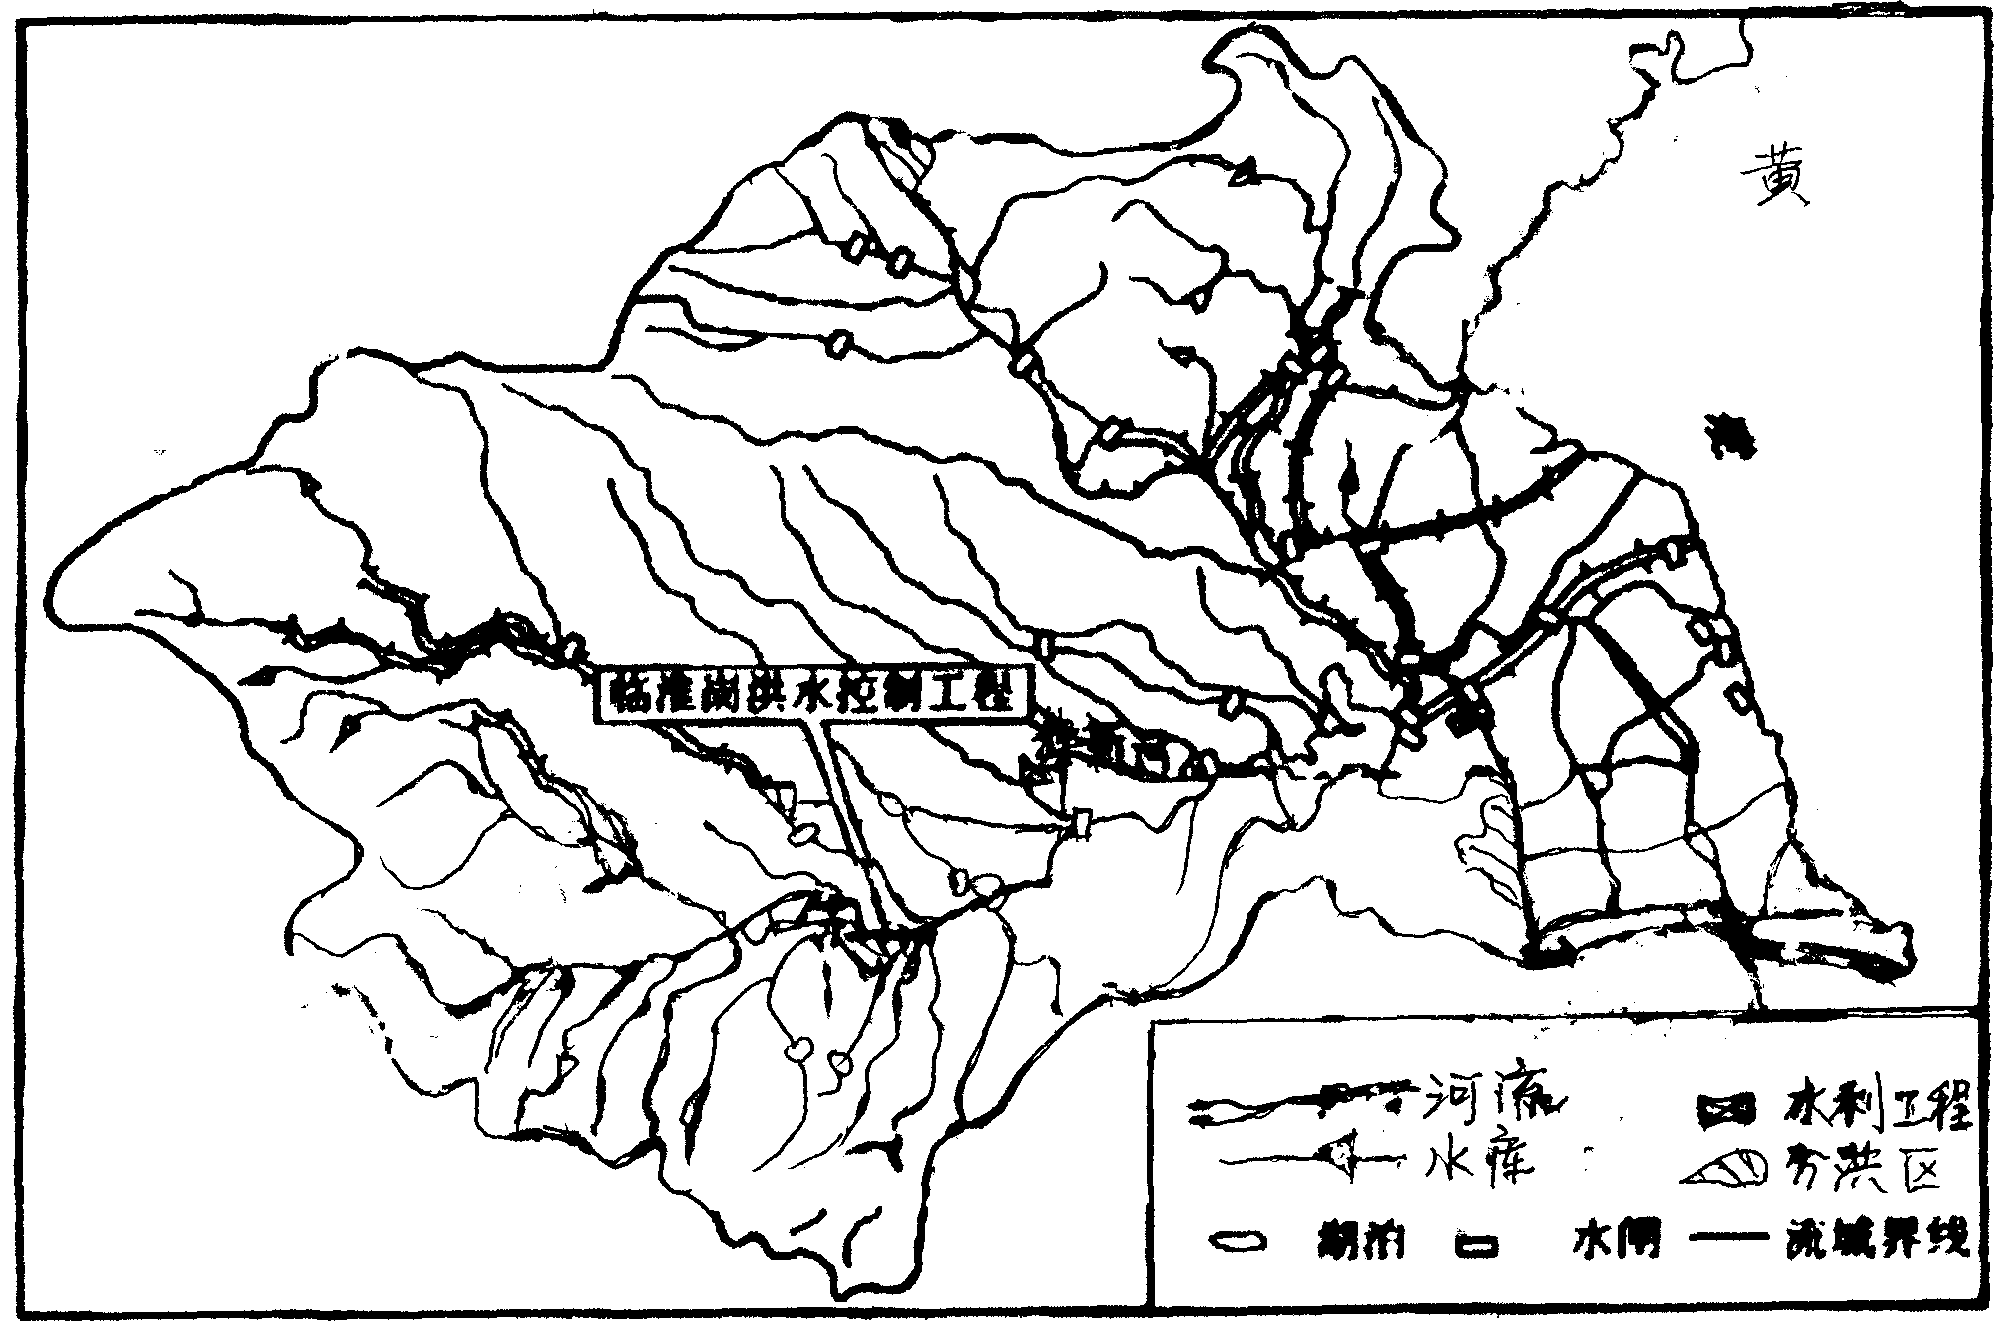 黄
海
临淮岗洪水控制工程
河流 水利工程
水库 分洪区
湖泊 水闸 流域界线